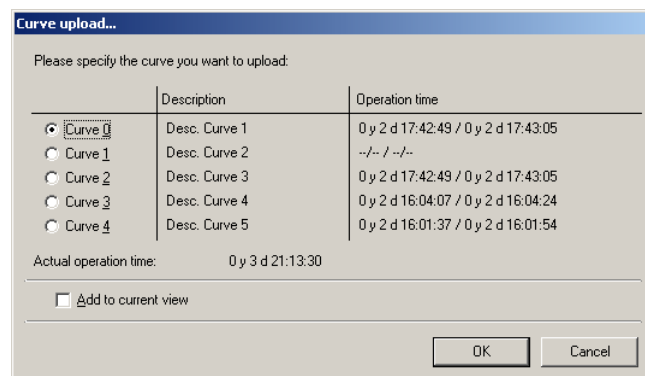 Curve upload...
Please specify the curve you want to upload:
Description Operation time
Curve 0 Desc. Curve 1 0 y 2 d 17:42:49 / 0 y 2 d 17:43:05
Curve 1 Desc. Curve 2 --/-- / --/--
Curve 2 Desc. Curve 3 0 y 2 d 17:42:49 / 0 y 2 d 17:43:05
Curve 3 Desc. Curve 4 0 y 2 d 16:04:07 / 0 y 2 d 16:04:24
Curve 4 Desc. Curve 5 0 y 2 d 16:01:37 / 0 y 2 d 16:01:54
Actual operation time: 0 y 3 d 21:13:30
Add to current view
OK Cancel